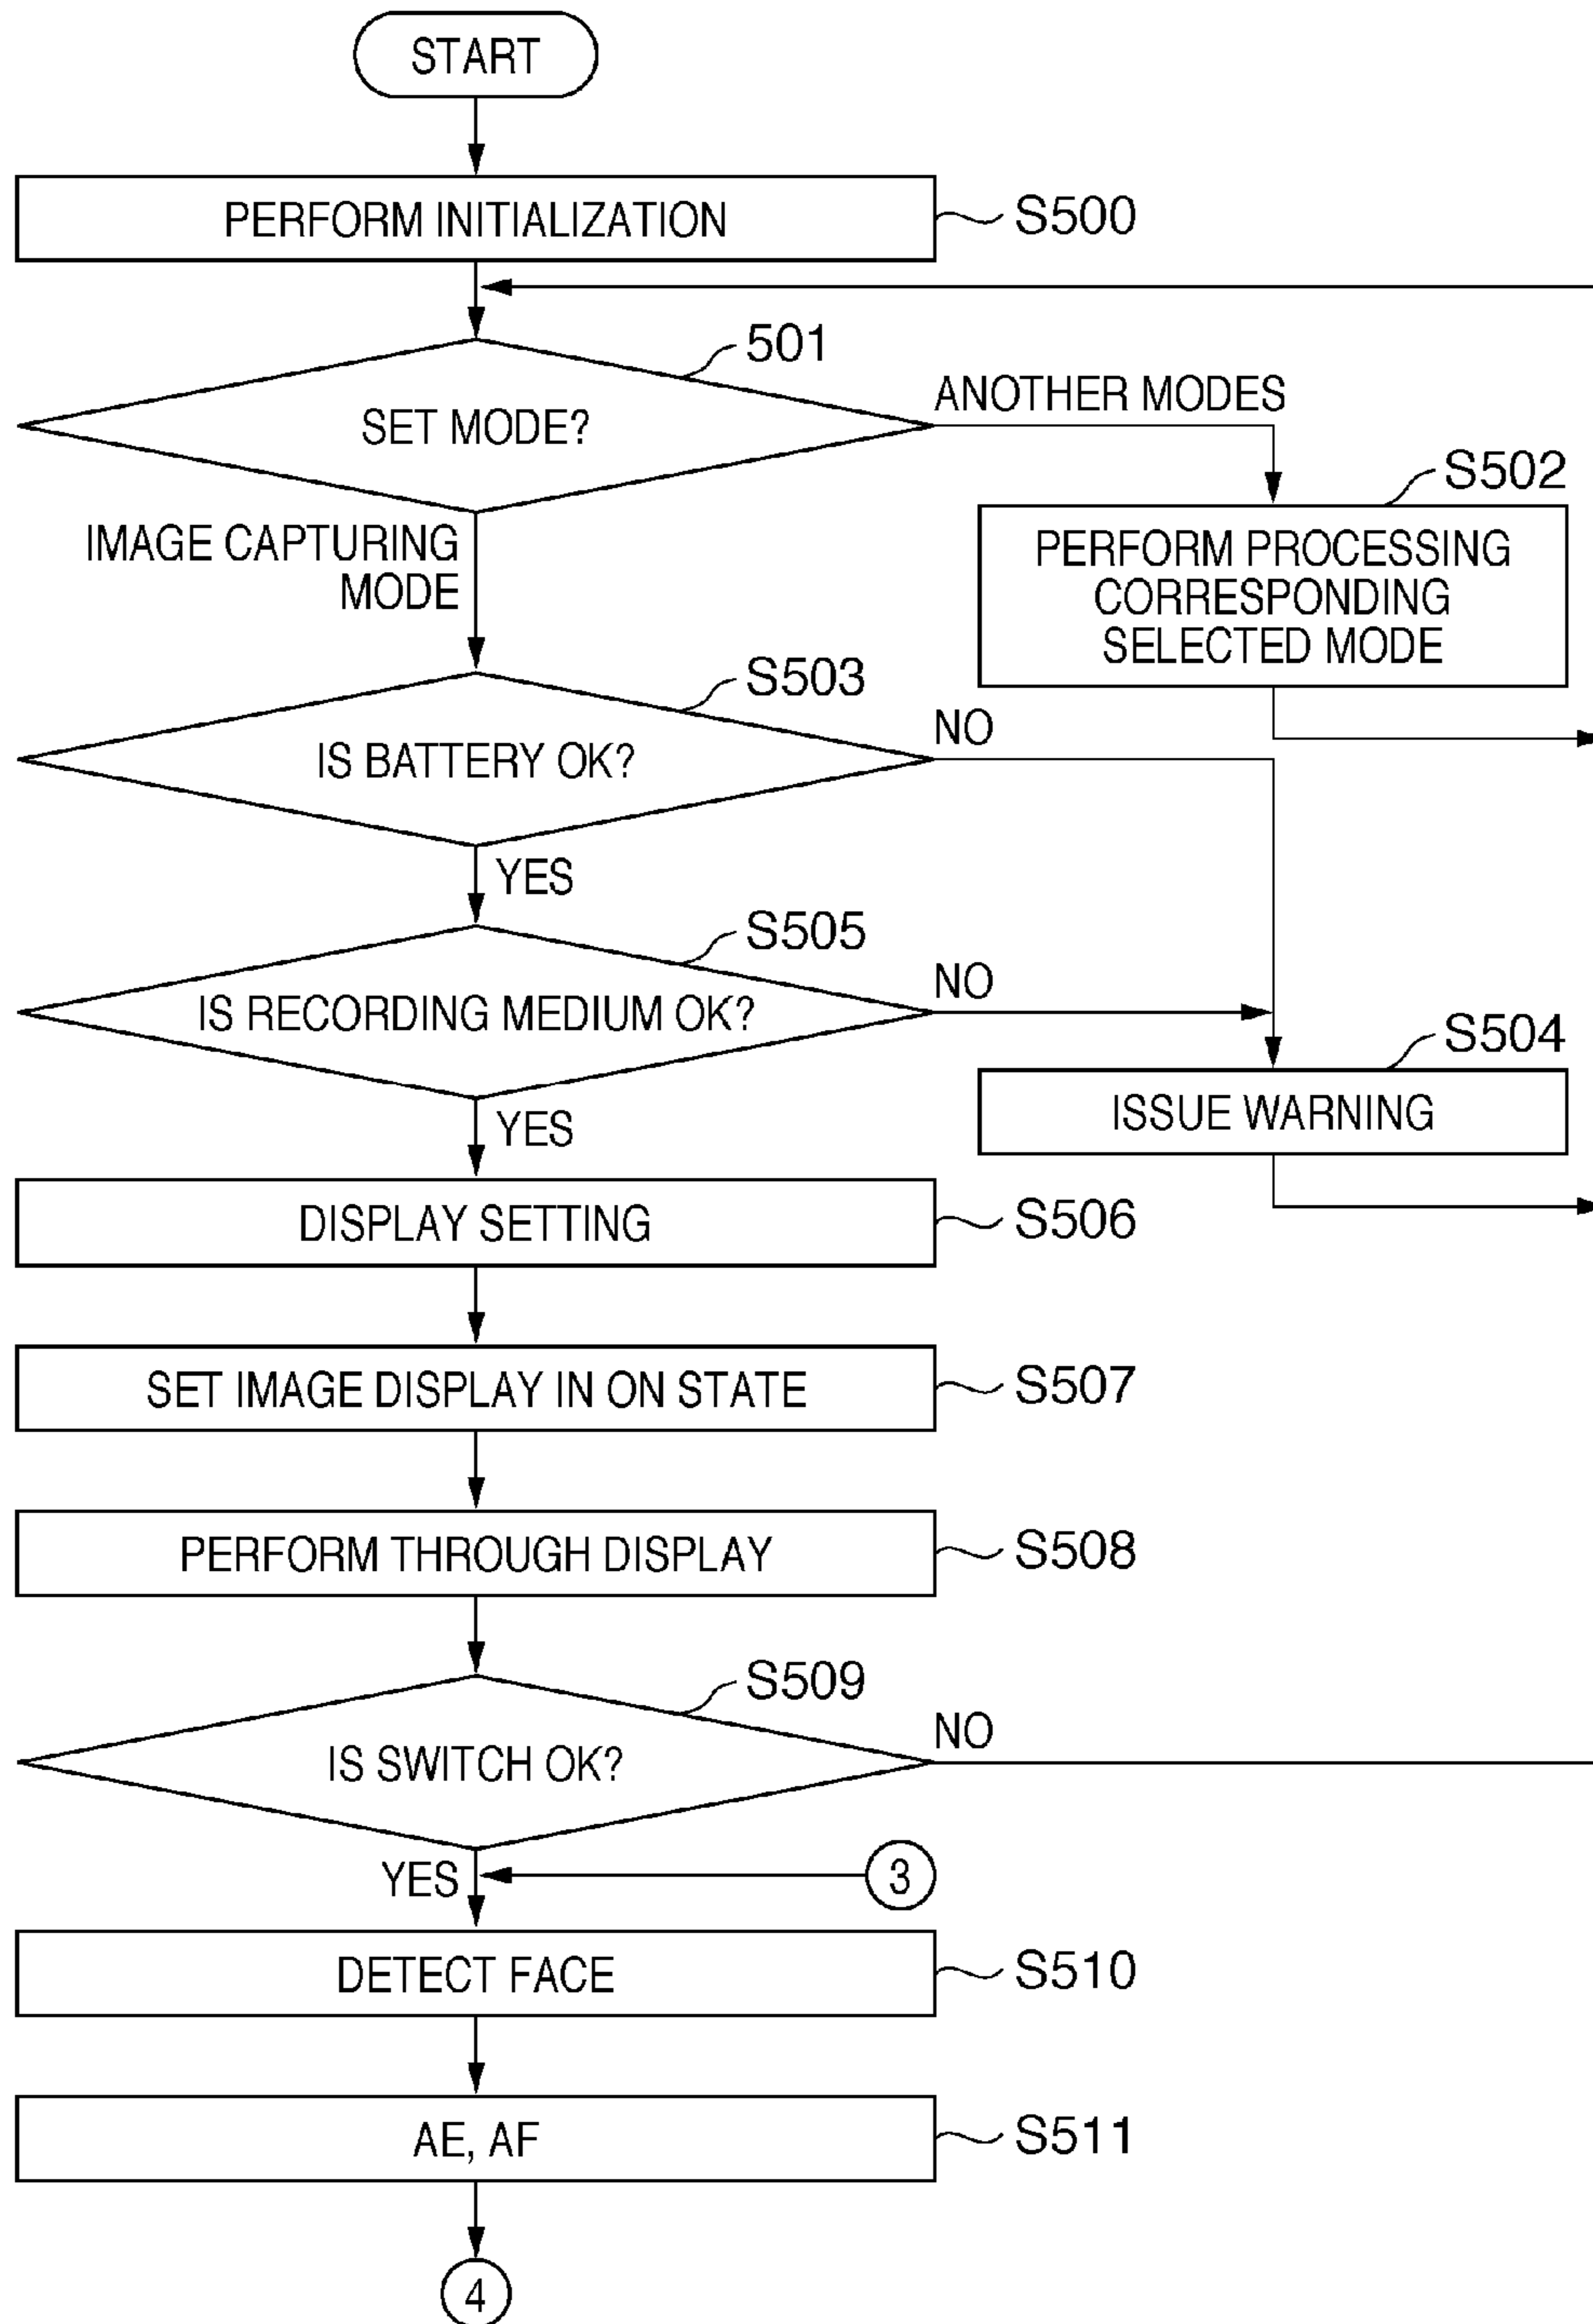 START
PERFORM INITIALIZATION
S500
501
SET MODE?
ANOTHER MODES
S502
PERFORM PROCESSING
CORRESPONDING
SELECTED MODE
IMAGE CAPTURING
MODE
S503
IS BATTERY OK?
NO
YES
S505
IS RECORDING MEDIUM OK?
NO
S504
ISSUE WARNING
YES
DISPLAY SETTING
S506
SET IMAGE DISPLAY IN ON STATE
S507
PERFORM THROUGH DISPLAY
S508
S509
IS SWITCH OK?
NO
YES
3
DETECT FACE
S510
AE, AF
S511
4